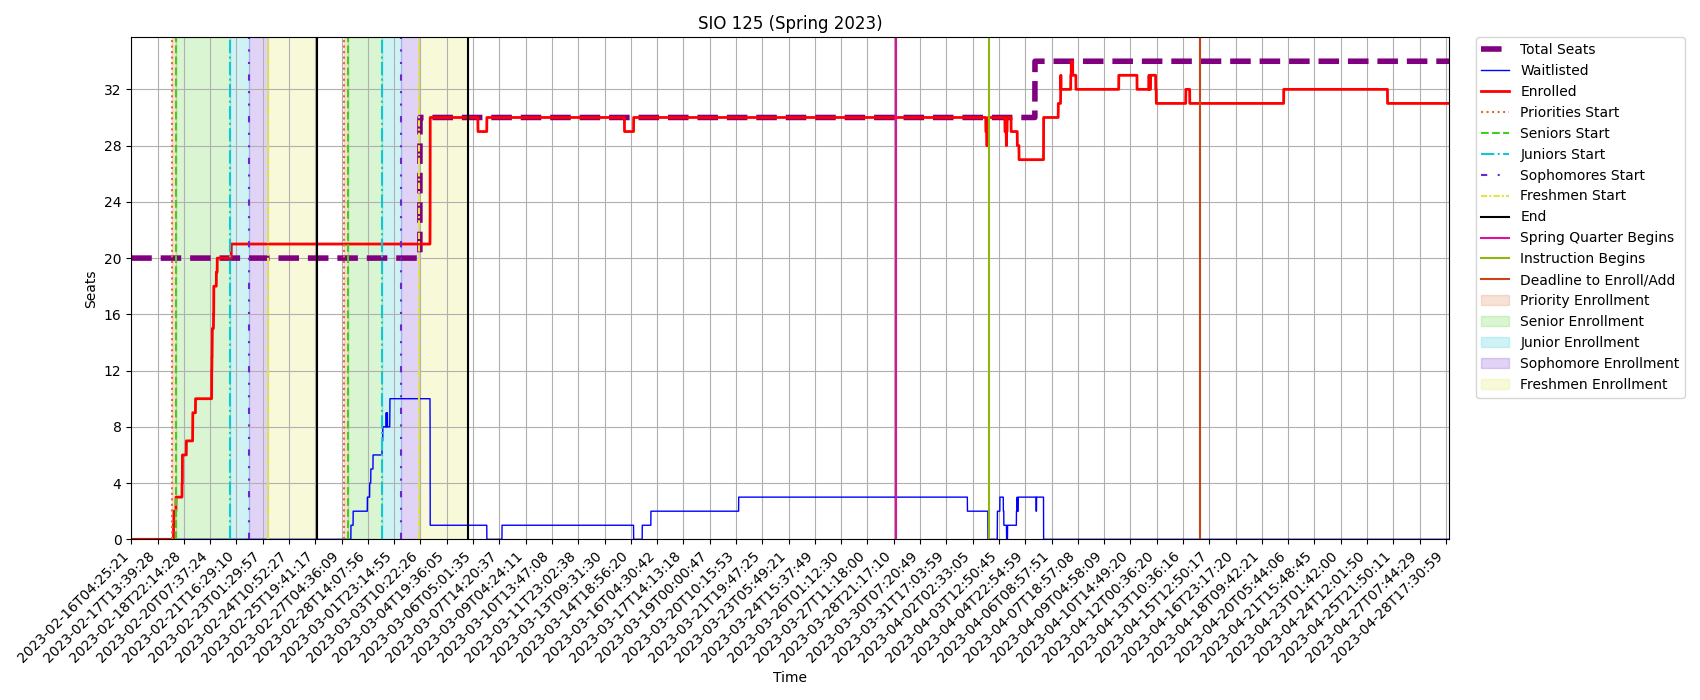 SIO 125 (Spring 2023)
Seats
32
28
24
20
16
12
8
4
0
2023-02-16T04:25:21
2023-02-17T13:39:28
2023-02-18T22:14:28
2023-02-20T07:37:24
2023-02-21T16:29:10
2023-02-23T01:29:57
2023-02-24T10:52:27
2023-02-25T19:41:17
2023-02-27T04:36:09
2023-02-28T14:07:56
2023-03-01T23:14:55
2023-03-03T10:22:26
2023-03-04T19:36:05
2023-03-06T05:01:35
2023-03-07T14:20:37
2023-03-09T04:24:11
2023-03-10T13:47:08
2023-03-11T23:02:38
2023-03-13T09:31:30
2023-03-14T18:56:20
2023-03-16T04:30:42
2023-03-17T14:13:18
2023-03-19T00:00:47
2023-03-20T10:15:53
2023-03-21T19:47:25
2023-03-23T05:49:21
2023-03-24T15:37:49
2023-03-26T01:12:30
2023-03-27T11:18:00
2023-03-28T21:17:10
2023-03-30T07:20:49
2023-03-31T17:03:59
2023-04-02T02:33:05
2023-04-03T12:50:45
2023-04-04T22:54:59
2023-04-06T08:57:51
2023-04-07T18:57:08
2023-04-09T04:58:09
2023-04-10T14:49:20
2023-04-12T00:36:20
2023-04-13T10:36:16
2023-04-15T12:50:17
2023-04-16T23:17:20
2023-04-18T09:42:21
2023-04-20T05:44:06
2023-04-21T15:48:45
2023-04-23T01:42:00
2023-04-24T12:01:50
2023-04-25T21:50:11
2023-04-27T07:44:29
2023-04-28T17:30:59
Time
Total Seats
Waitlisted
Enrolled
Priorities Start
Seniors Start
Juniors Start
Sophomores Start
Freshmen Start
End
Spring Quarter Begins
Instruction Begins
Deadline to Enroll/Add
Priority Enrollment
Senior Enrollment
Junior Enrollment
Sophomore Enrollment
Freshmen Enrollment